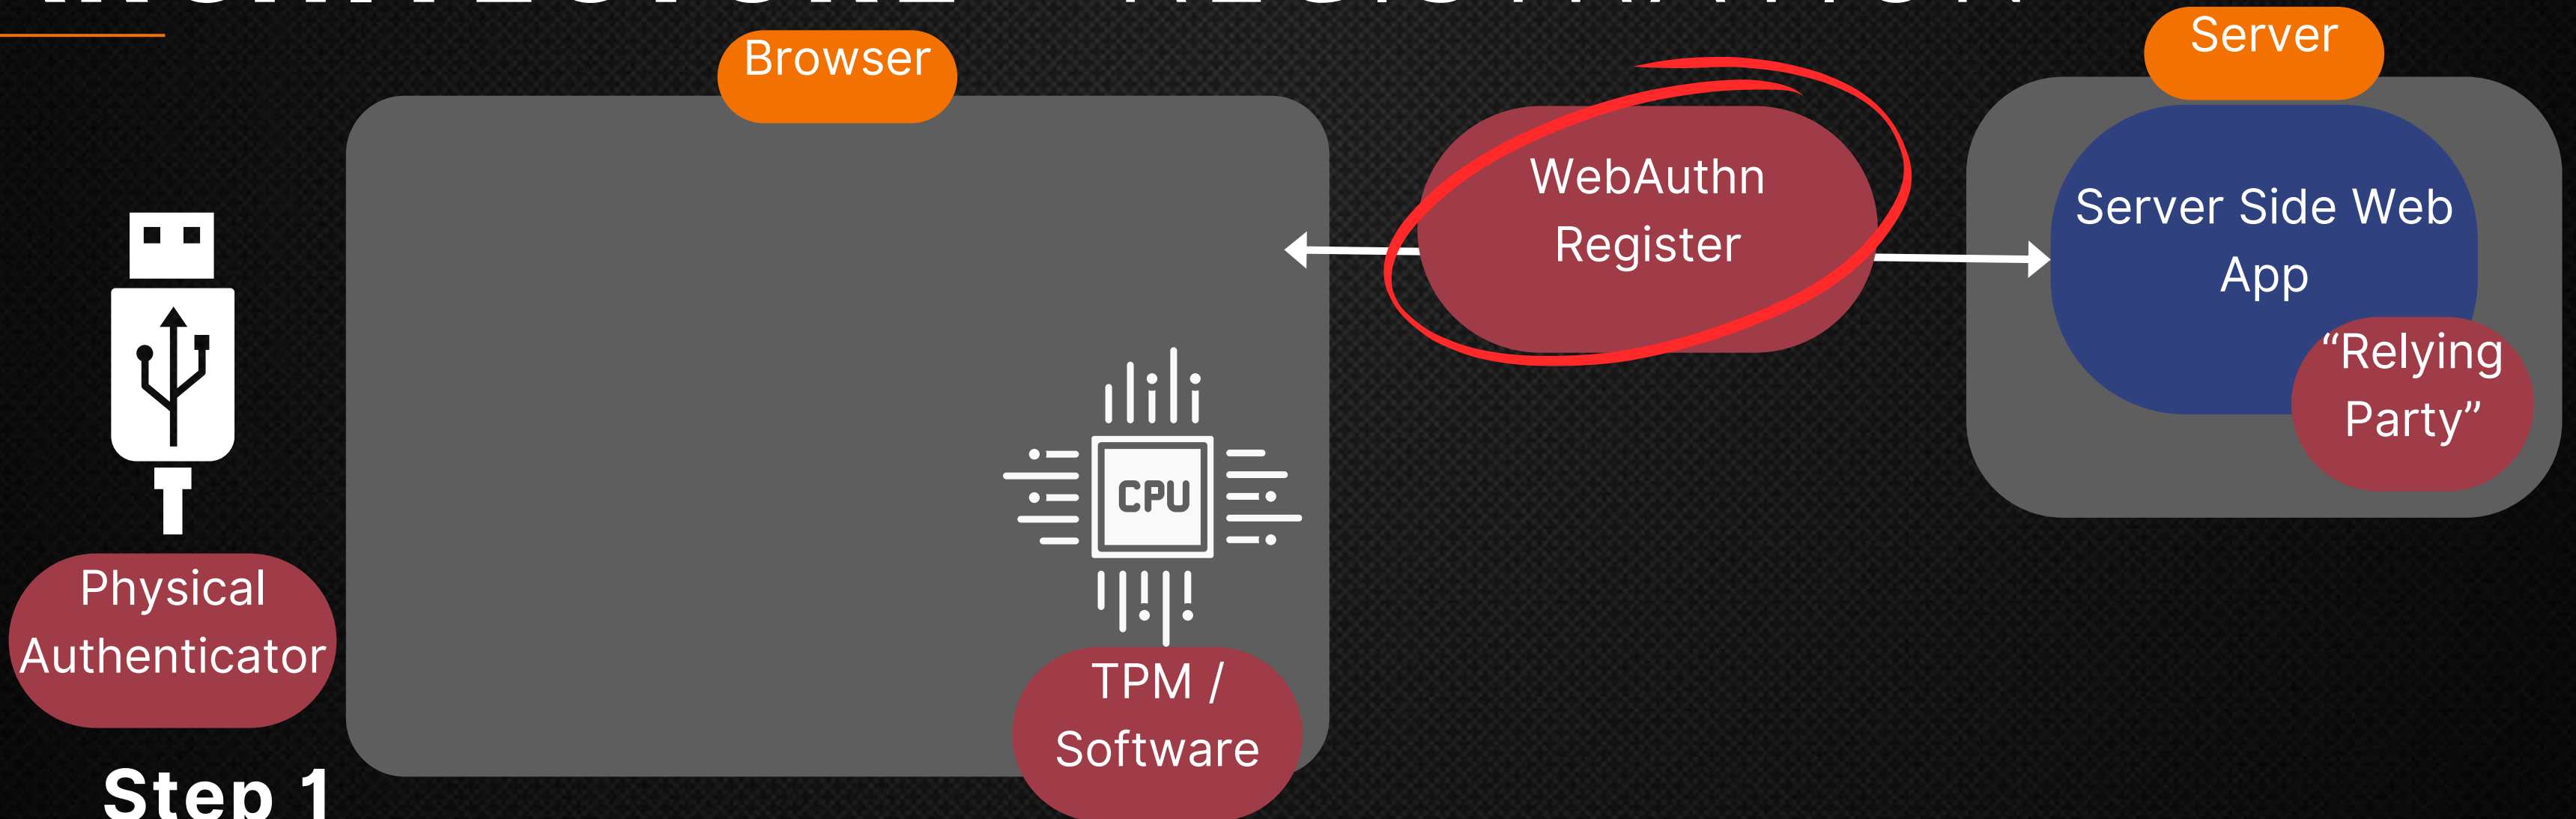 Browser
Server
WebAuthn
Register
Server Side Web
App
“Relying
Party”
CPU
Physical
Authenticator
TPM /
Software
Step 1